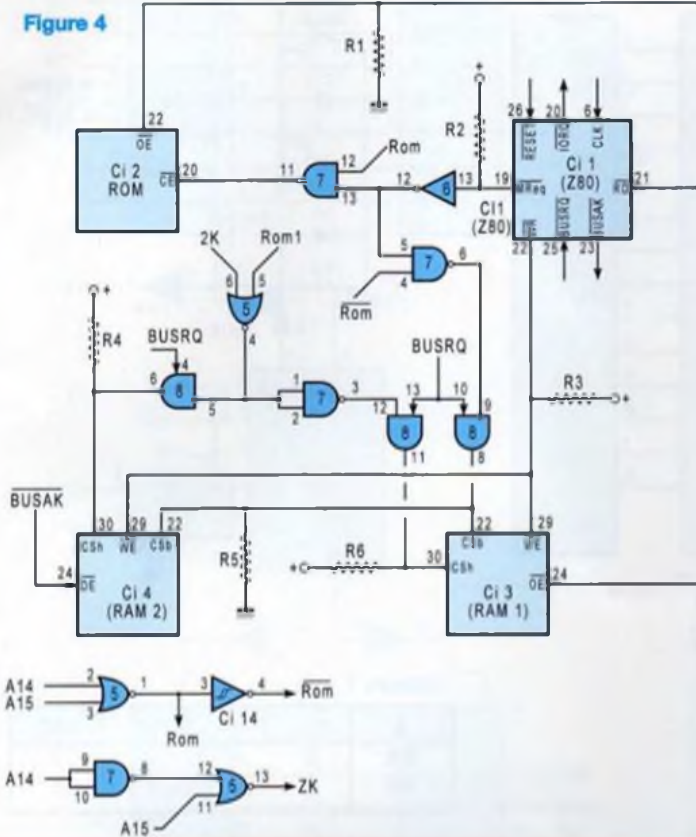 Figure 4
R1
22
OE
Ci 2
ROM
CE
20
11
7
12
Rom
13
12
6
13
R2
+
26
20
6
RESET
IORQ
CLK
Ci 1
(Z80)
19
MReq
RD
21
CI1
(Z80)
WR
BUSRQ
BUSAK
22
25
23
2K
Rom1
6
5
5
4
5
4
7
6
Rom
+
R4
BUSRQ
4
6
8
5
1
2
7
3
BUSRQ
13
10
12
9
8
8
11
8
R3
+
BUSAK
30
29
22
CSh
WE
CSb
24
OE
Ci 4
(RAM 2)
R5
+
R6
22
29
CSb
WE
30
CSh
OE
24
Ci 3
(RAM 1)
A14
2
A15
3
5
1
3
4
Rom
Ci 14
Rom
A14
9
10
7
8
12
11
5
13
ZK
A15